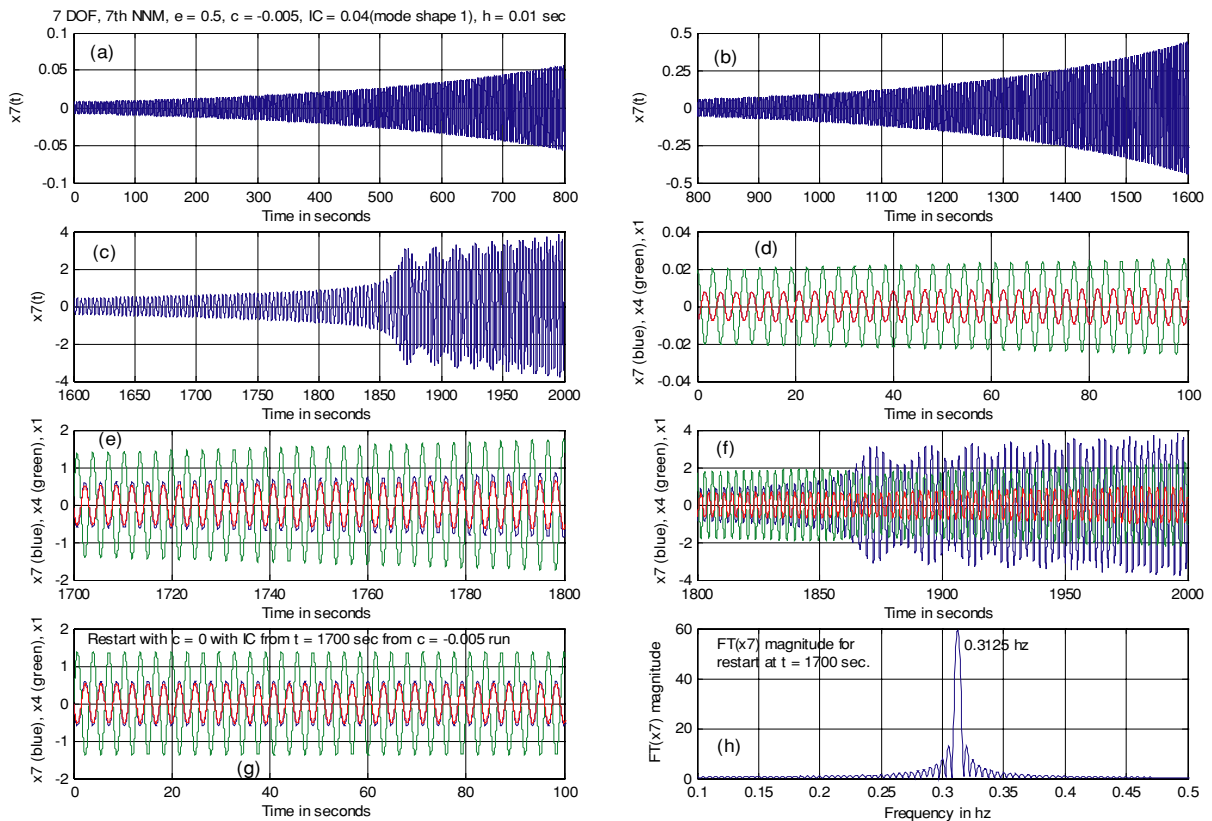 7 DOF, 7th NNM, e = 0.5, c = -0.005, IC = 0.04(mode shape 1), h = 0.01 sec
(a)
x7(t)
0.1
0.05
0
-0.05
-0.1
0 100 200 300 400 500 600 700 800
Time in seconds
(b)
x7(t)
0.5
0.25
0
-0.25
-0.5
800 900 1000 1100 1200 1300 1400 1500 1600
Time in seconds
(c)
x7(t)
4
2
0
-2
-4
1600 1650 1700 1750 1800 1850 1900 1950 2000
Time in seconds
(d)
x7 (blue), x4 (green), x1
0.04
0.02
0
-0.02
-0.04
0 20 40 60 80 100
Time in seconds
(e)
x7 (blue), x4 (green), x1
2
1
0
-1
-2
1700 1720 1740 1760 1780 1800
Time in seconds
(f)
x7 (blue), x4 (green), x1
4
2
0
-2
-4
1800 1850 1900 1950 2000
Time in seconds
Restart with c = 0 with IC from t = 1700 sec from c = -0.005 run
x7 (blue), x4 (green), x1
2
1
0
-1
-2
(g)
0 20 40 60 80 100
Time in seconds
FT(x7) magnitude for
restart at t = 1700 sec.
0.3125 hz
FT(x7) magnitude
60
40
20
0
(h)
0.1 0.15 0.2 0.25 0.3 0.35 0.4 0.45 0.5
Frequency in hz